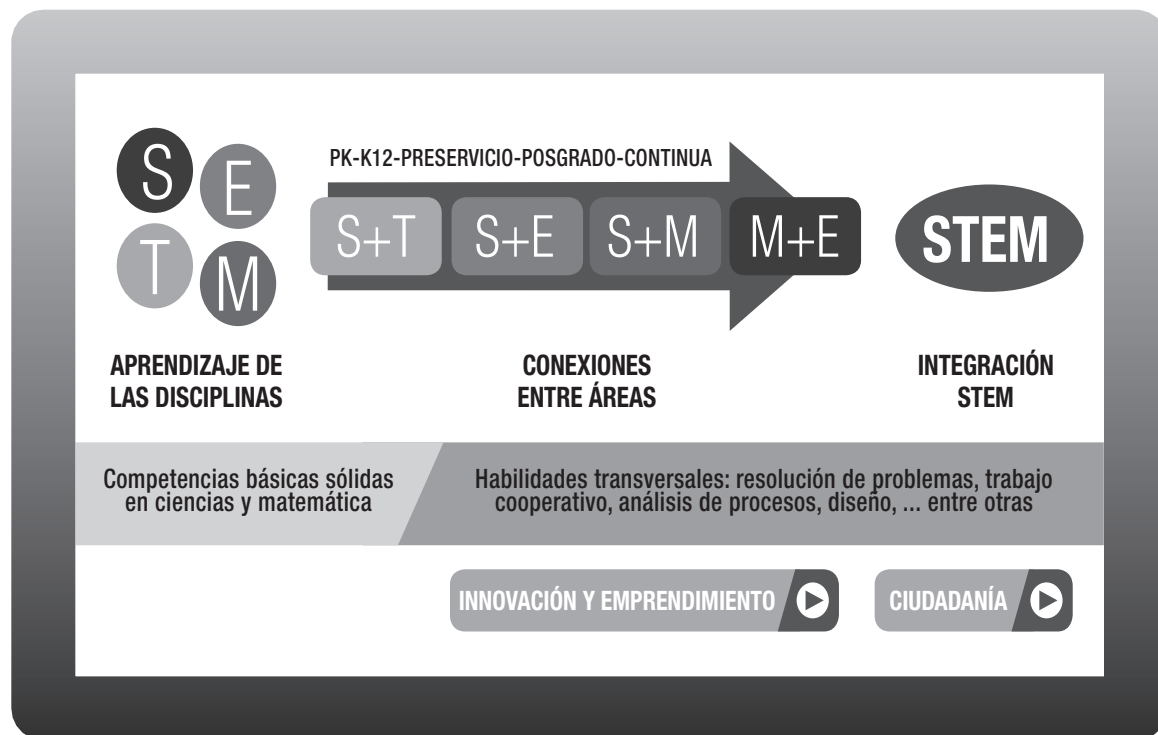 S
E
T
M
PK-K12-PRESERVICIO-POSGRADO-CONTINUA
S+T
S+E
S+M
M+E
STEM
APRENDIZAJE DE
LAS DISCIPLINAS
CONEXIONES
ENTRE ÁREAS
INTEGRACIÓN
STEM
Competencias básicas sólidas
en ciencias y matemática
Habilidades transversales: resolución de problemas, trabajo
cooperativo, análisis de procesos, diseño, ... entre otras
INNOVACIÓN Y EMPRENDIMIENTO
CIUDADANÍA